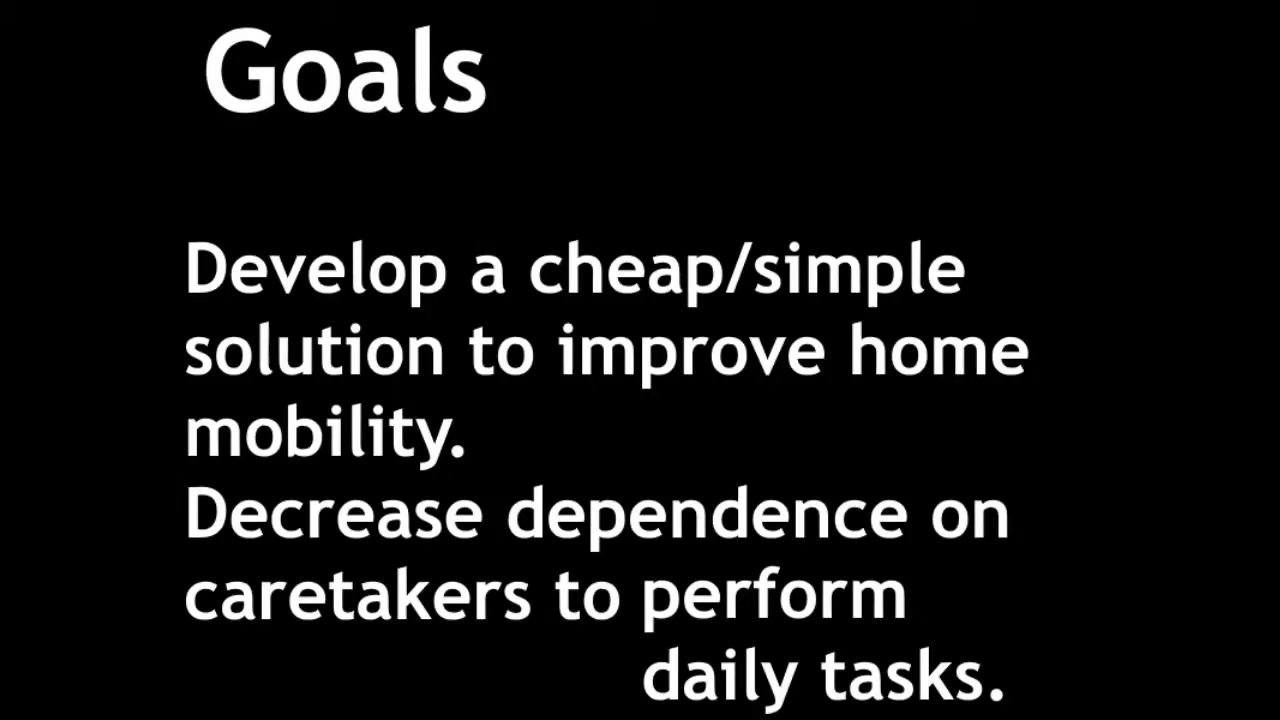 Goals
Develop a cheap/simple
solution to improve home
mobility.
Decrease dependence on
caretakers to perform
daily tasks.